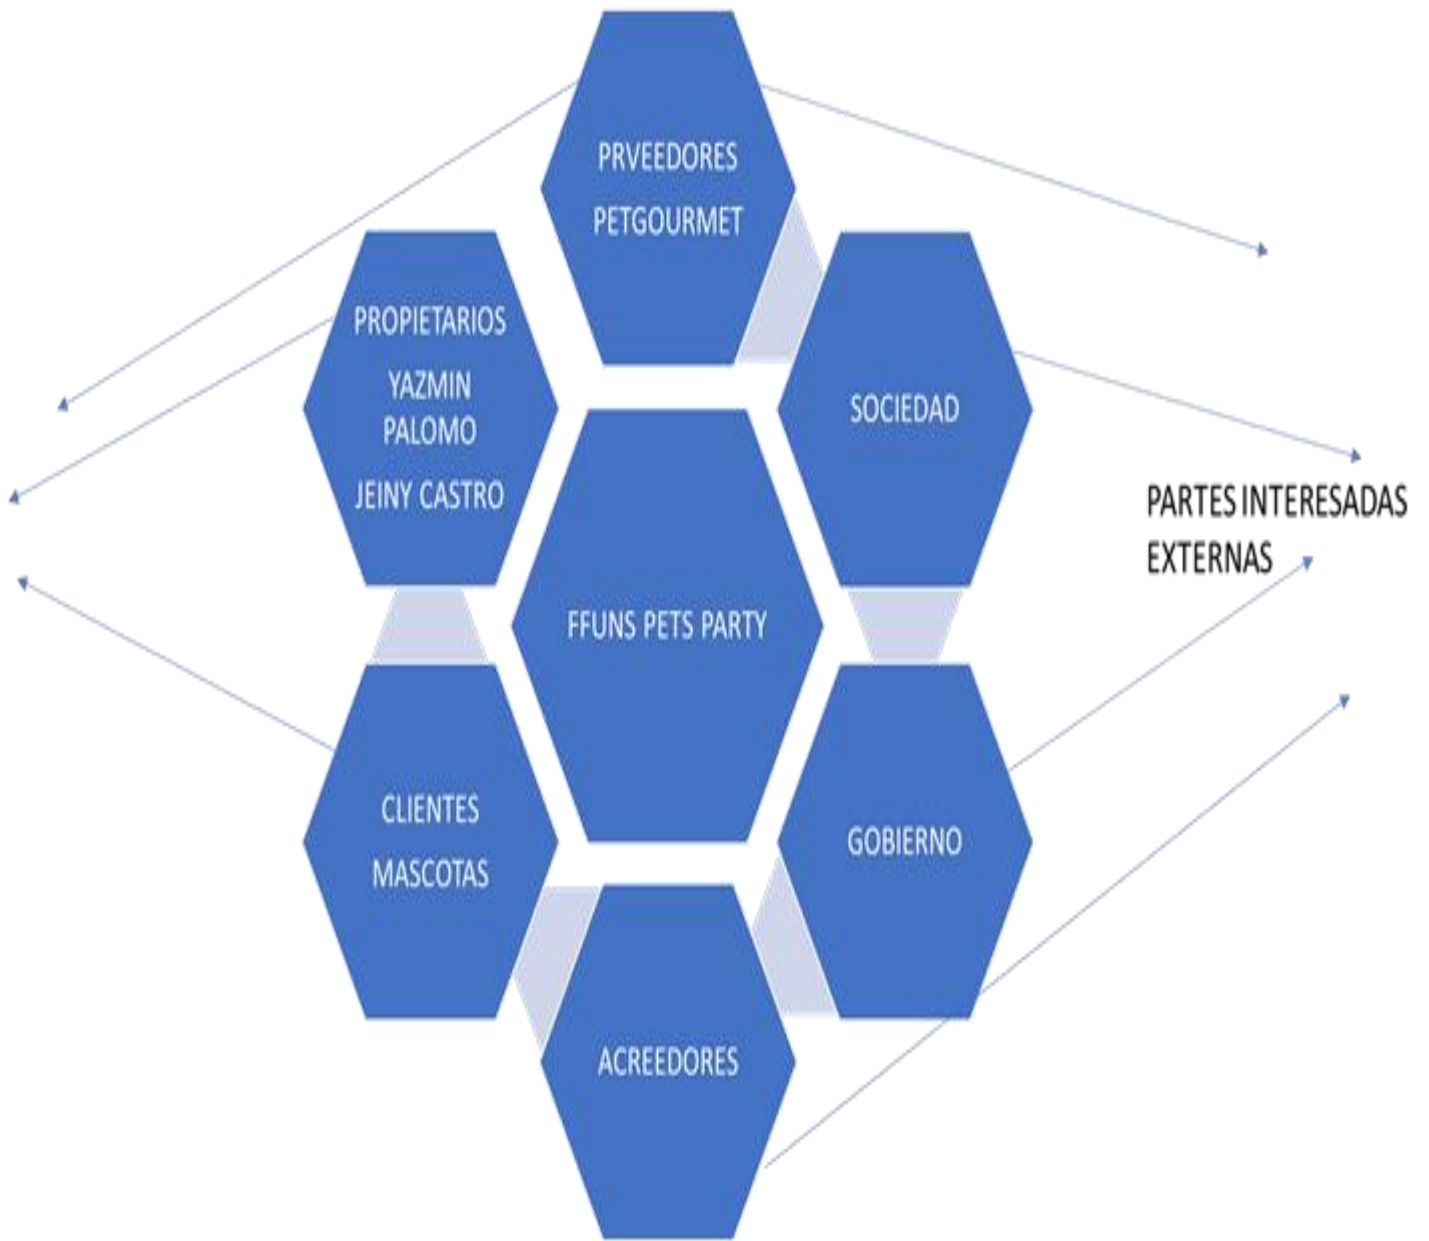 PRVEEDORES
PETGOURMET
PROPIETARIOS
YAZMIN
PALOMO
JEINY CASTRO
SOCIEDAD
PARTES INTERESADAS
EXTERNAS
FFUNS PETS PARTY
CLIENTES
MASCOTAS
GOBIERNO
ACREEDORES